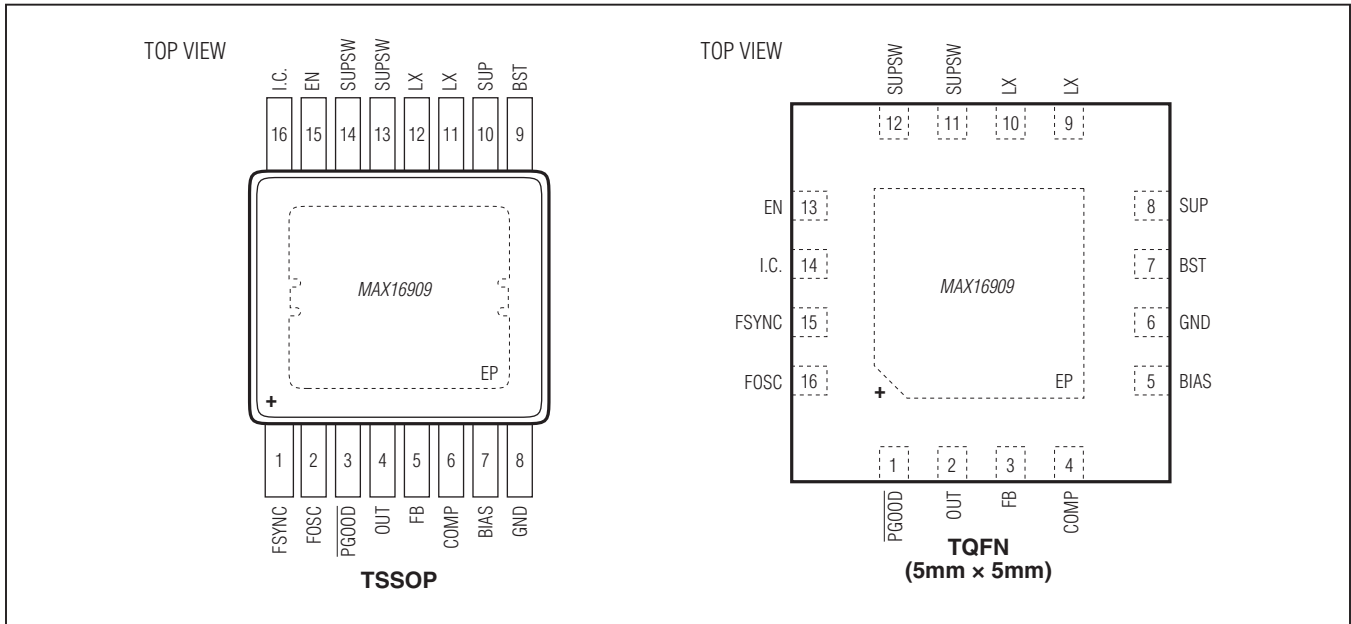 TOP VIEW
I.C. EN SUPSW SUPSW LX LX SUP BST
16 15 14 13 12 11 10 9
MAX16909
EP
+
1 2 3 4 5 6 7 8
FSYNC FOSC PGOOD OUT FB COMP BIAS GND
TSSOP
TOP VIEW
SUPSW SUPSW LX LX
12 11 10 9
EN 13
8 SUP
I.C. 14
7 BST
MAX16909
FSYNC 15
6 GND
FOSC 16
EP
5 BIAS
+
1 2 3 4
PGOOD OUT FB COMP
TQFN
(5mm × 5mm)